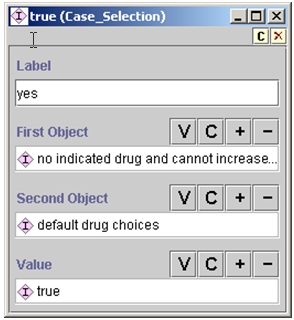 true (Case_Selection)
C
Label
yes
First Object V C + −
no indicated drug and cannot increase...
Second Object V C + −
default drug choices
Value V C + −
true